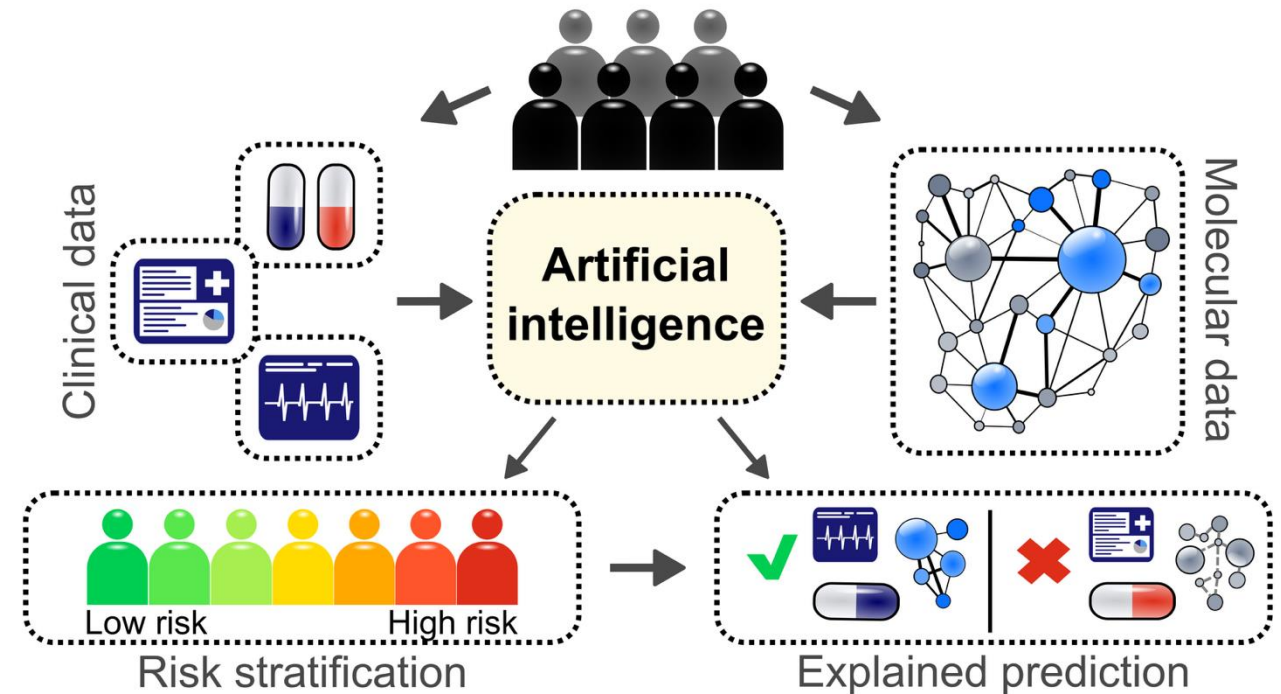 Clinical data
Artificial
intelligence
Molecular data
Low risk
High risk
Risk stratification
Explained prediction